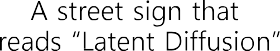 A street sign that
reads “Latent Diffusion”